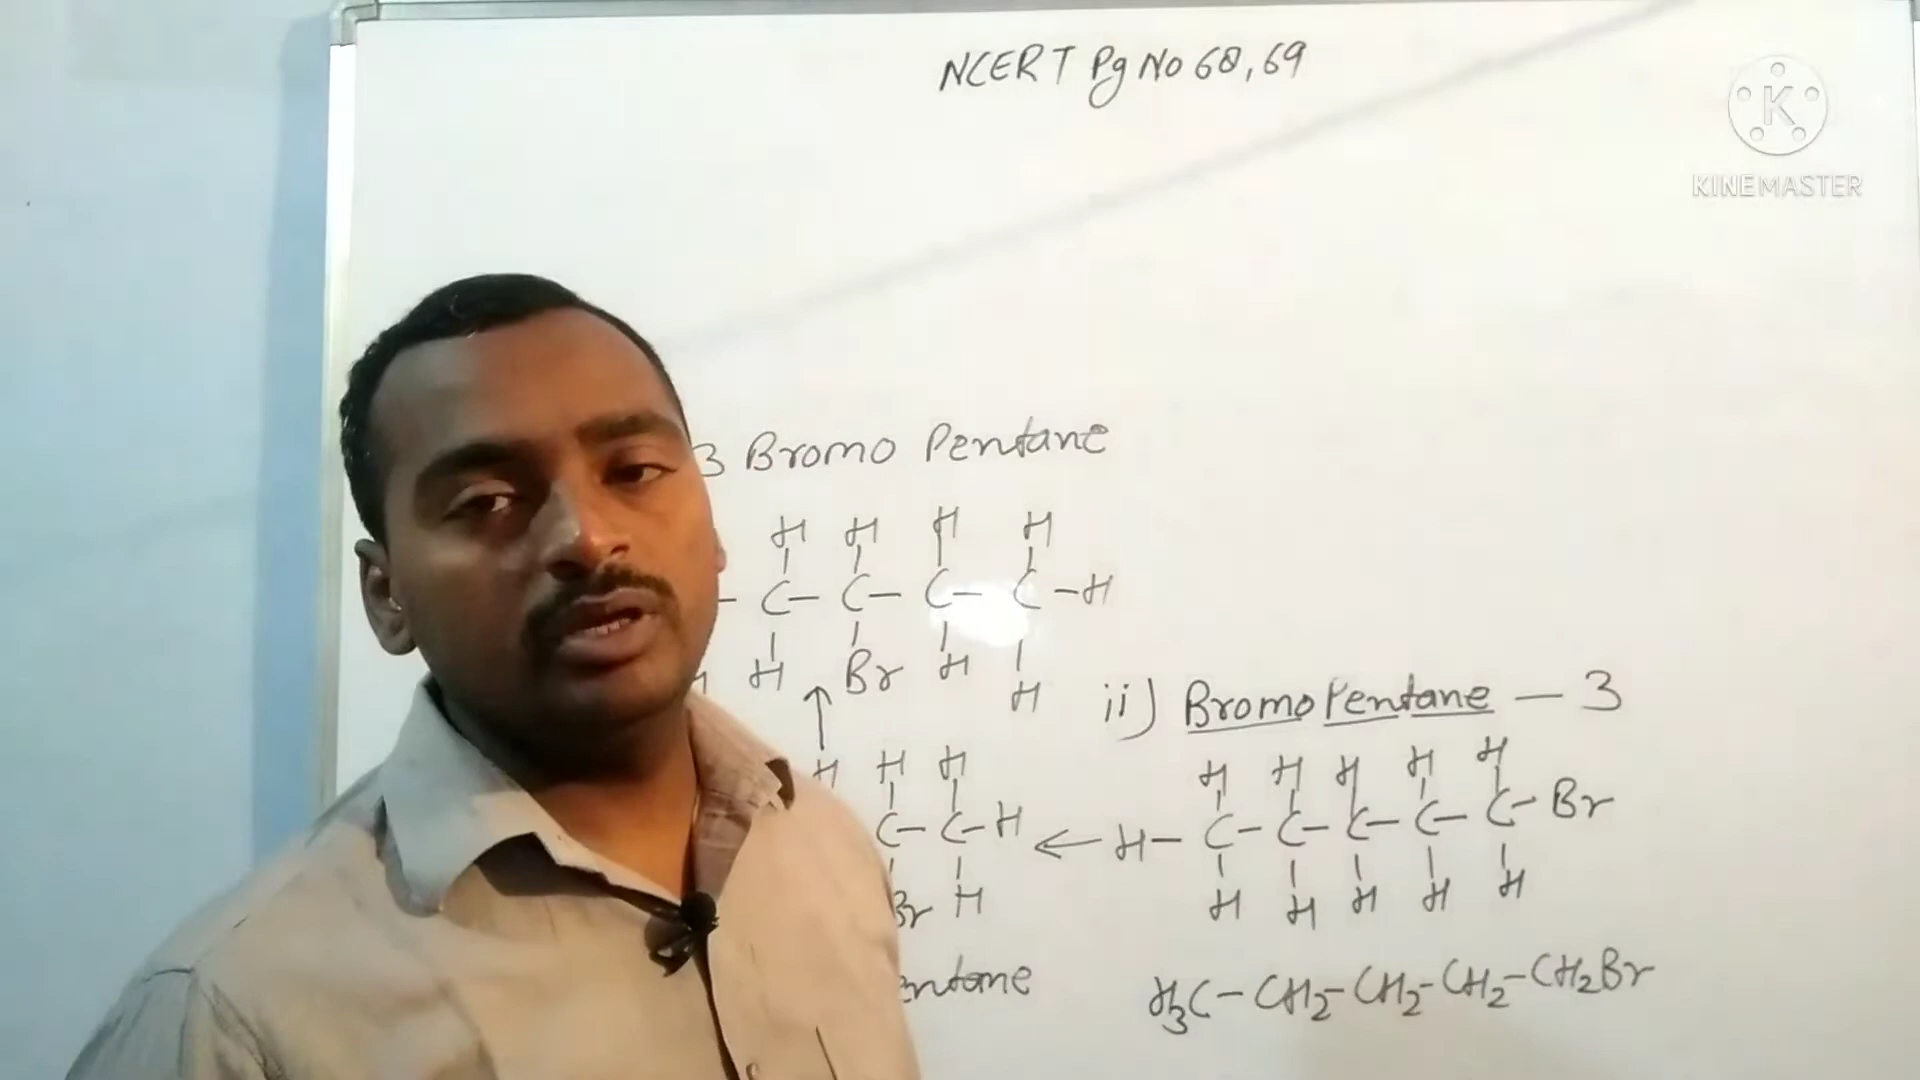 NCERT Pg No 68,69
K
KINEMASTER
3 Bromo Pentane
H H H H
– C – C – C – C – H
H Br H H
ii) Bromo Pentane – 3
H H H H H
H – C – C – C – C – C – Br
H H H H H
H H H
C – C – H
Br H
H₃C – CH₂ – CH₂ – CH₂ – CH₂Br